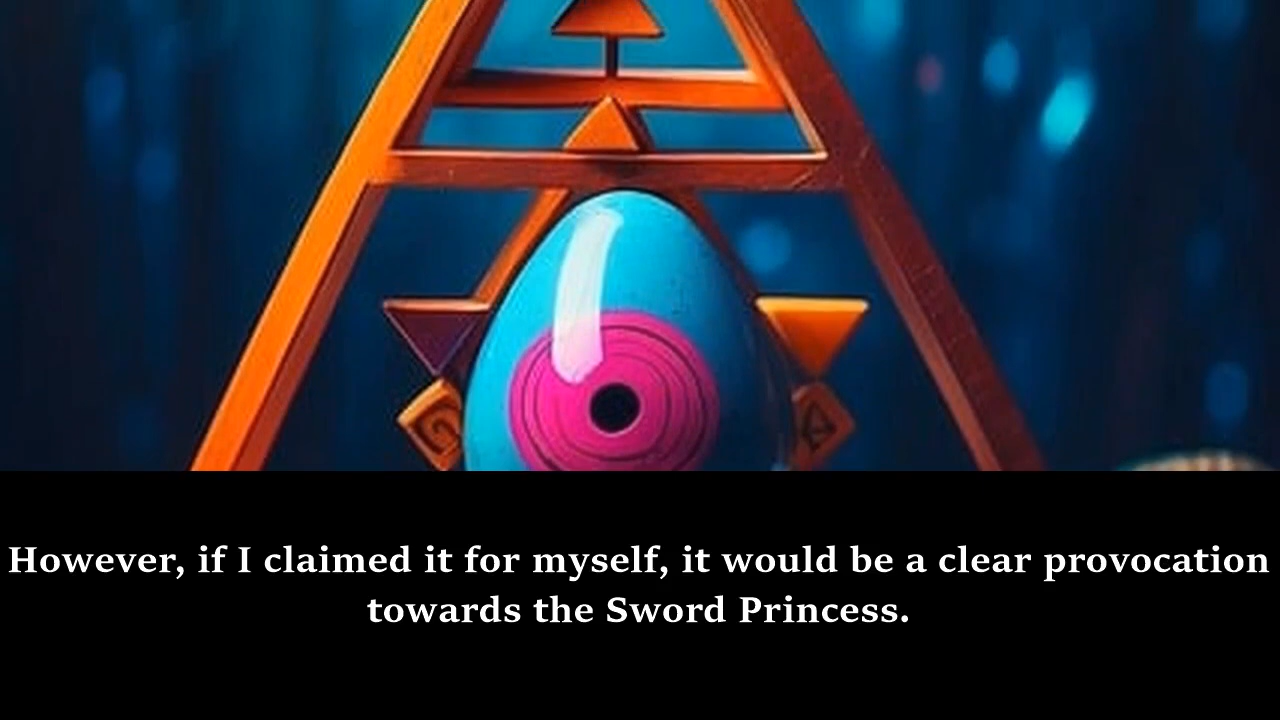 However, if I claimed it for myself, it would be a clear provocation
towards the Sword Princess.